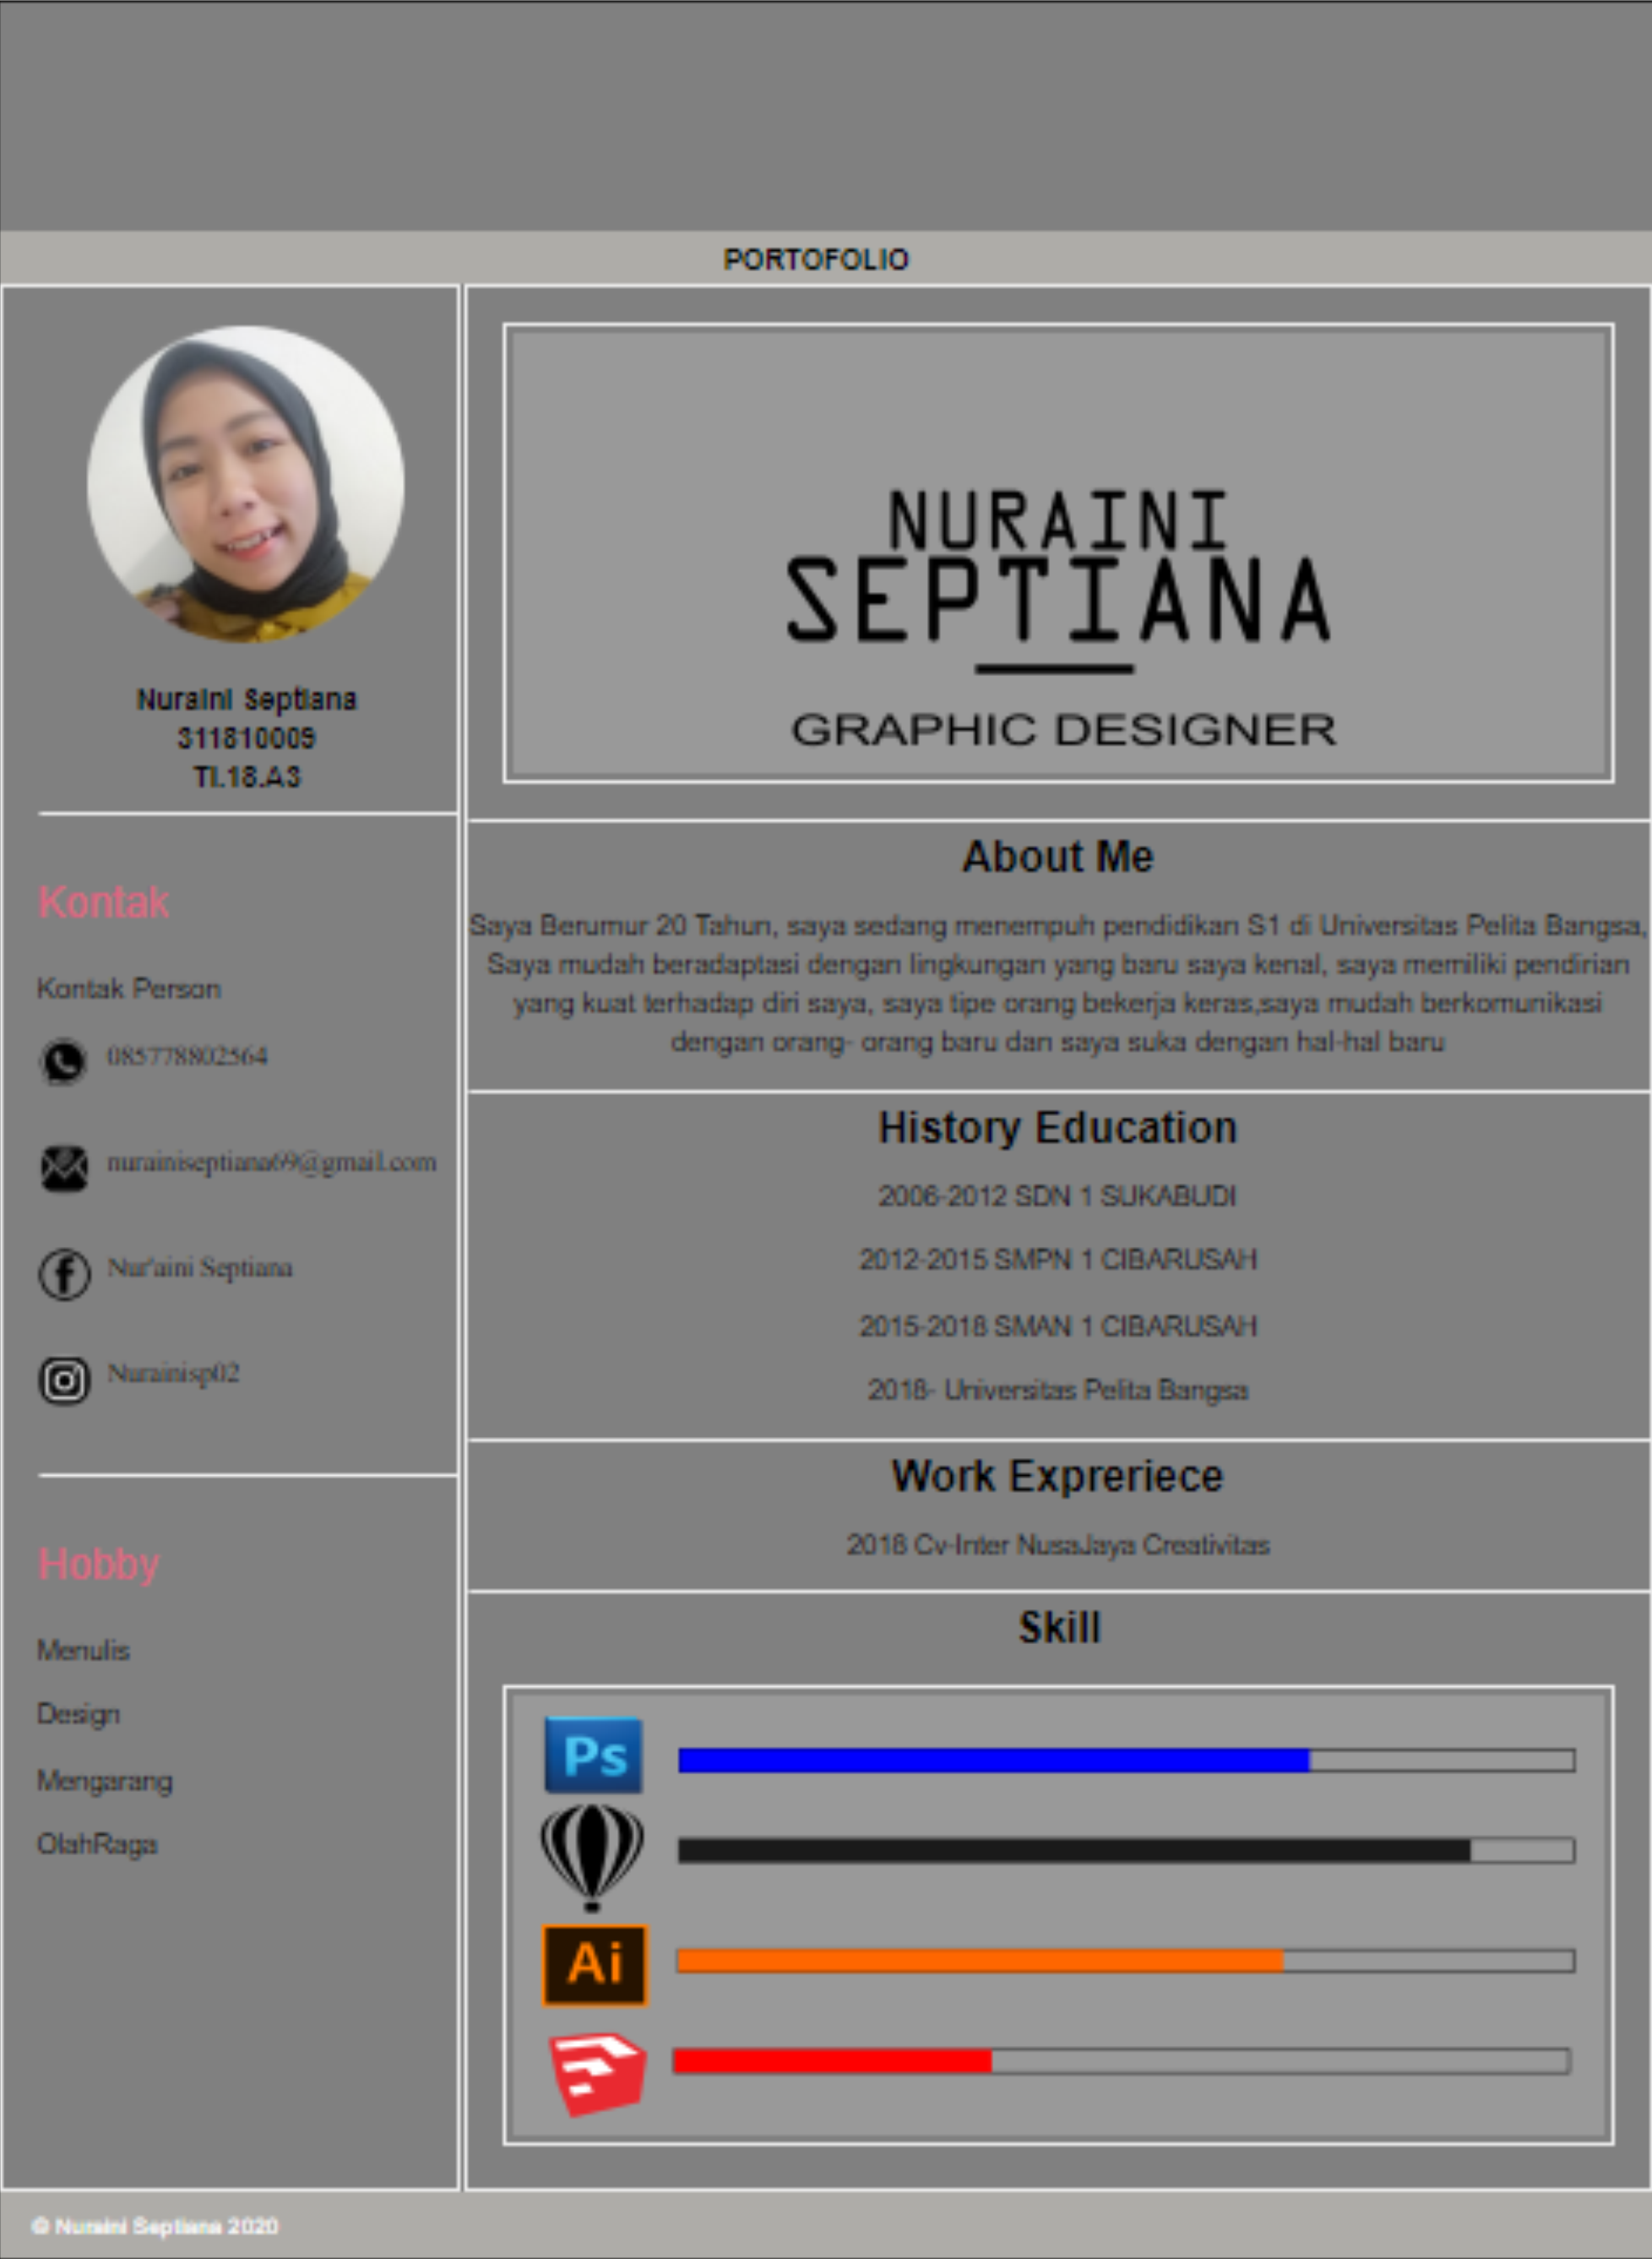 PORTOFOLIO
Nuraini Septiana
311810009
TI.18.A3
Kontak
Kontak Person
085778802564
nurainiseptiana69@gmail.com
Nur'aini Septiana
Nurainisp02
Hobby
Menulis
Design
Mengarang
OlahRaga
NURAINI
SEPTIANA
GRAPHIC DESIGNER
About Me
Saya Berumur 20 Tahun, saya sedang menempuh pendidikan S1 di Universitas Pelita Bangsa,
Saya mudah beradaptasi dengan lingkungan yang baru saya kenal, saya memiliki pendirian
yang kuat terhadap diri saya, saya tipe orang bekerja keras,saya mudah berkomunikasi
dengan orang- orang baru dan saya suka dengan hal-hal baru
History Education
2006-2012 SDN 1 SUKABUDI
2012-2015 SMPN 1 CIBARUSAH
2015-2018 SMAN 1 CIBARUSAH
2018- Universitas Pelita Bangsa
Work Expreriece
2018 Cv-Inter NusaJaya Creativitas
Skill
Ps
Ai
© Nuraini Septiana 2020